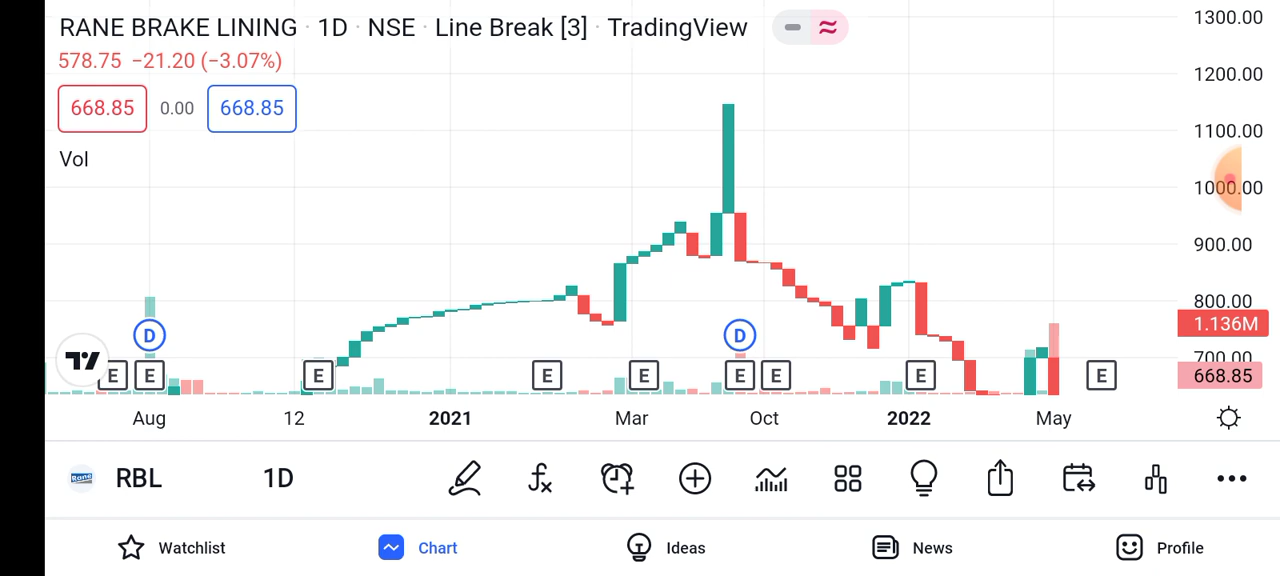 RANE BRAKE LINING · 1D · NSE · Line Break [3] · TradingView
578.75 −21.20 (−3.07%)
668.85 0.00 668.85
Vol
1300.00
1200.00
1100.00
1000.00
900.00
800.00
1.136M
700.00
668.85
D D
E E E E E E E E E
Aug 12 2021 Mar Oct 2022 May
Rane RBL 1D
Watchlist Chart Ideas News Profile